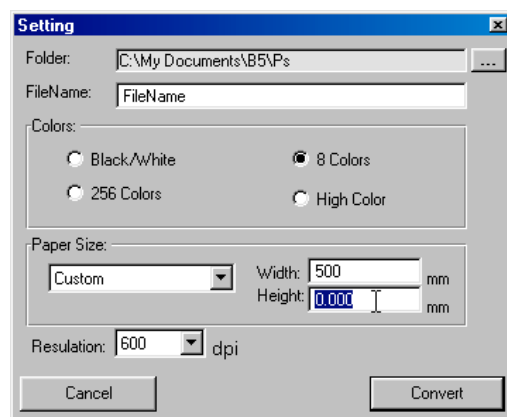 Setting
Folder: C:\My Documents\B5\Ps ...
FileName: FileName
Colors:
Black/White 8 Colors
256 Colors High Color
Paper Size:
Custom Width: 500 mm
Height: 0.000 mm
Resulation: 600 dpi
Cancel Convert